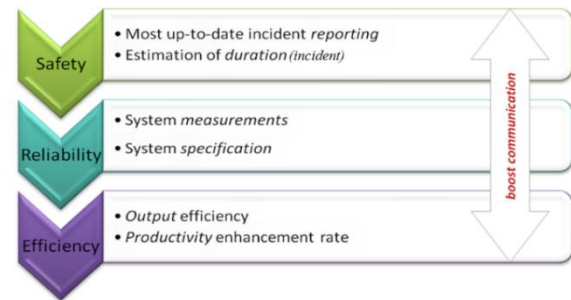 Safety
• Most up-to-date incident reporting
• Estimation of duration (incident)
Reliability
• System measurements
• System specification
Efficiency
• Output efficiency
• Productivity enhancement rate
boost communication